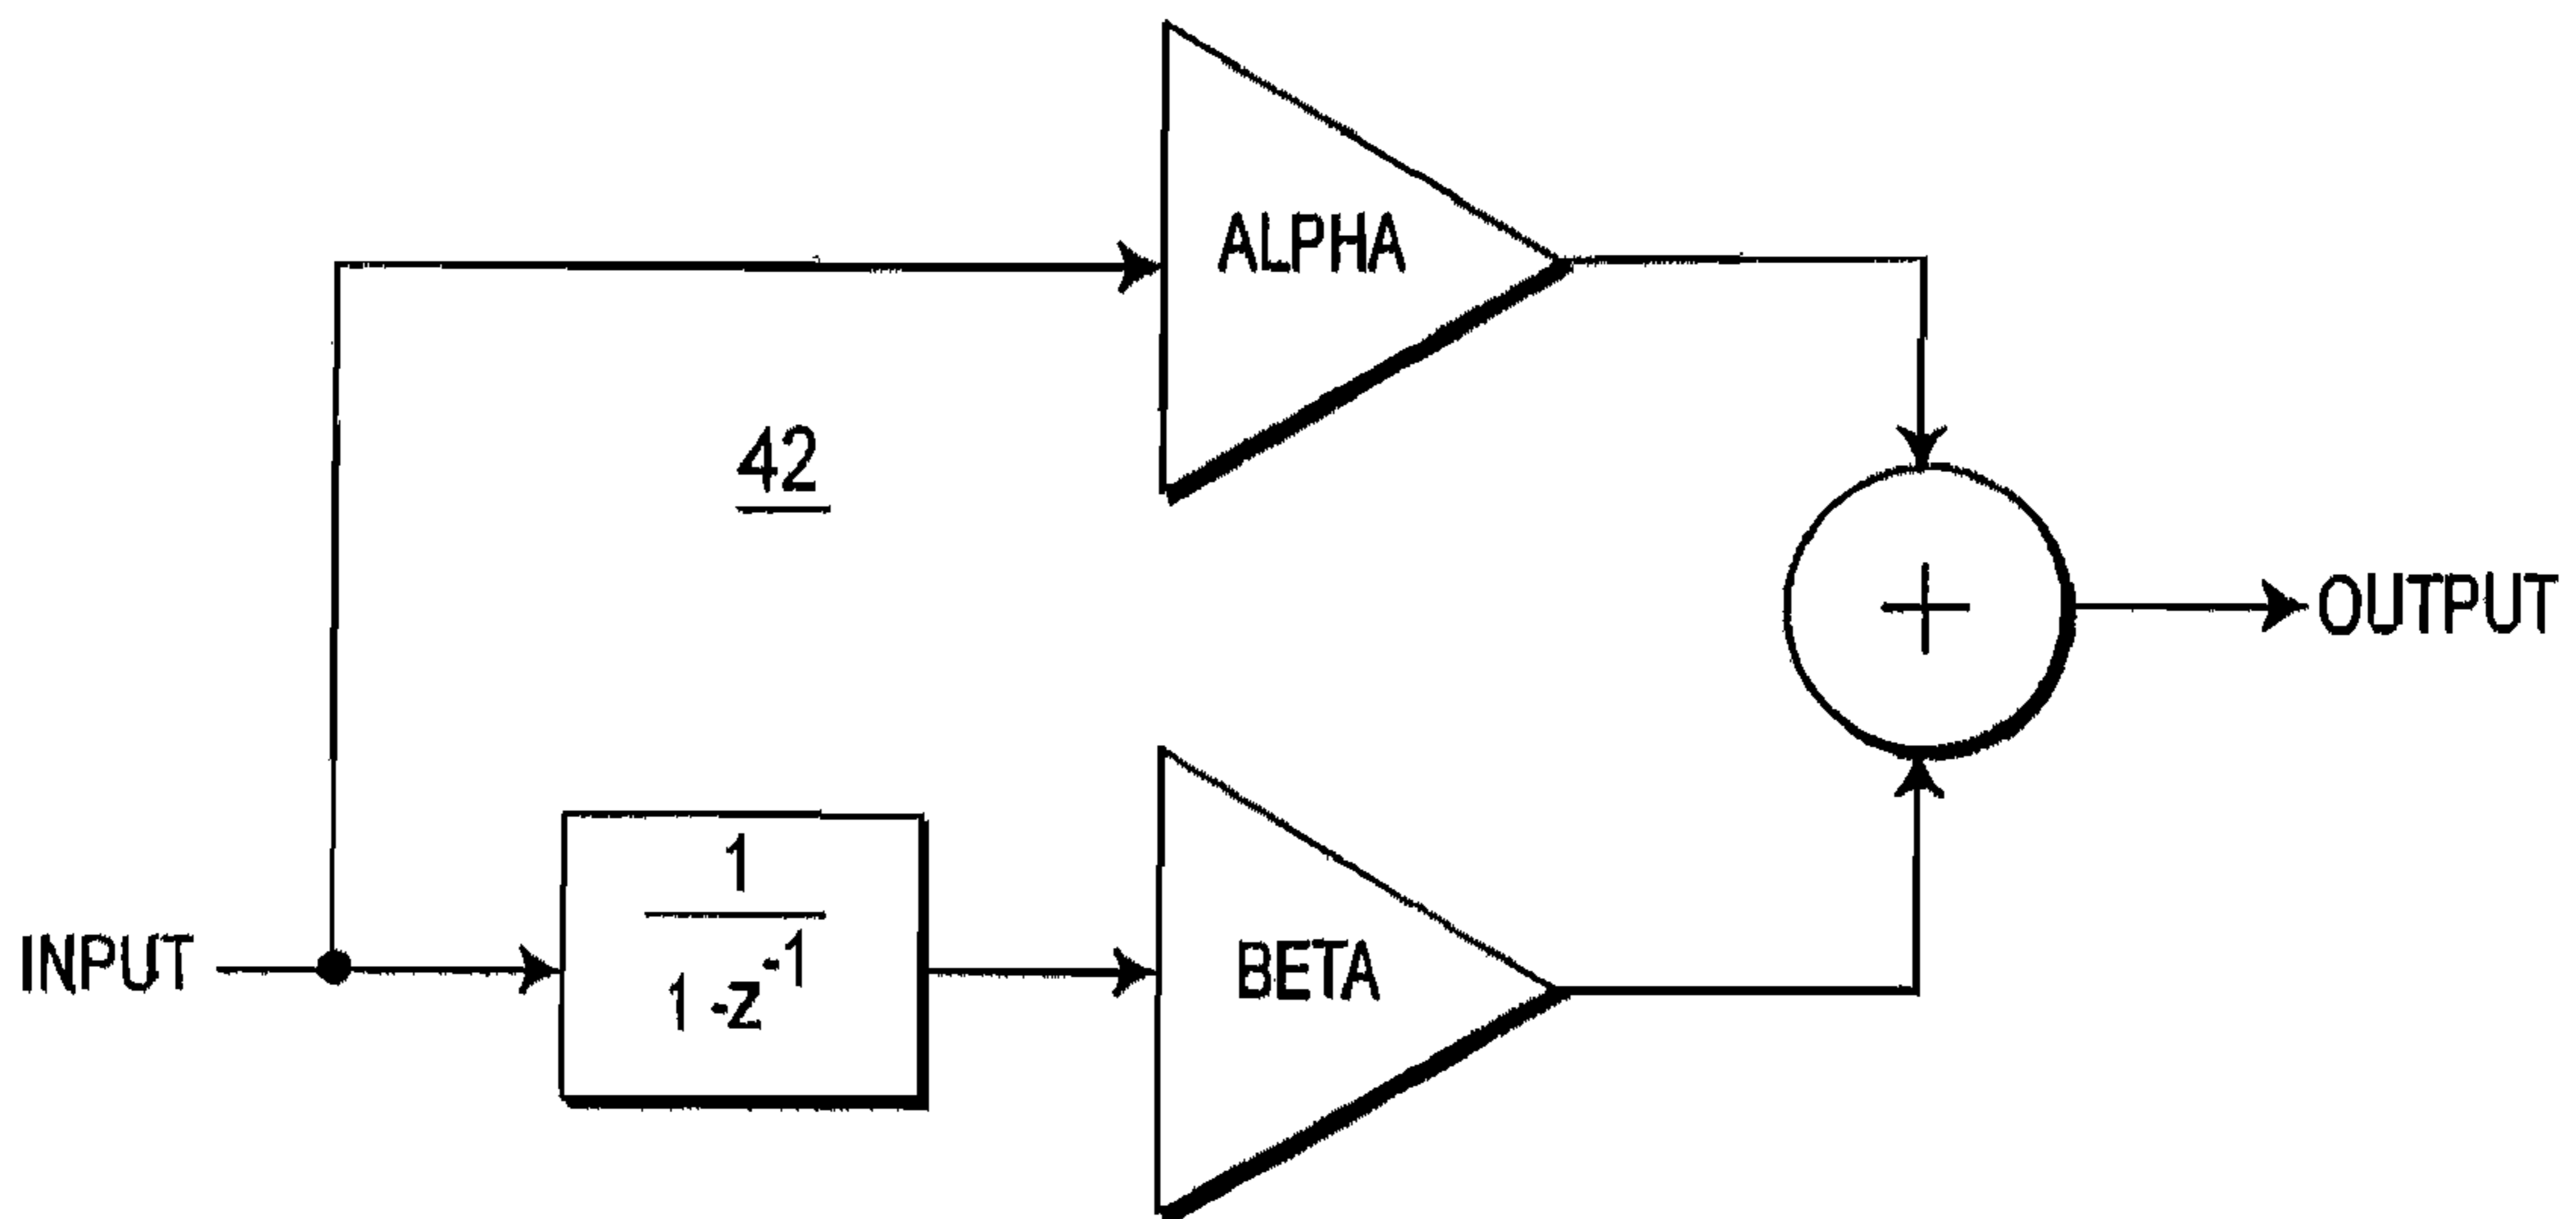 ALPHA
42
+
OUTPUT
INPUT
1
1-z^-1
BETA